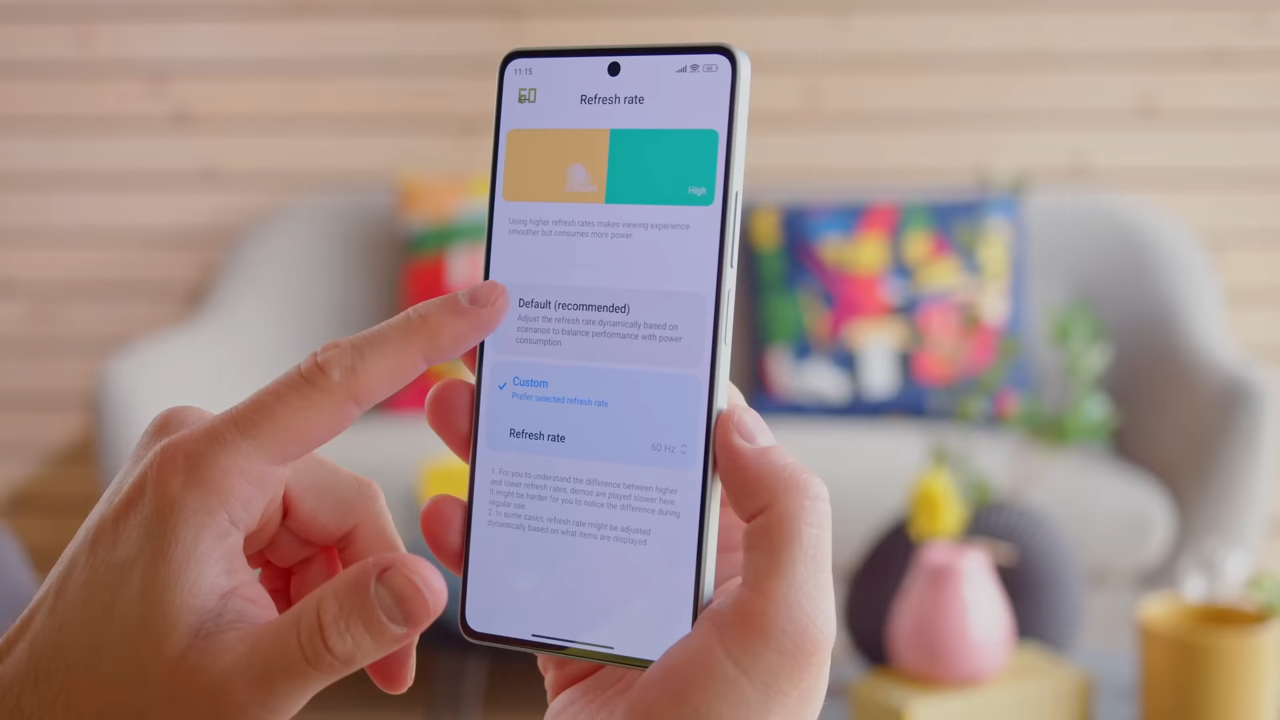 11:15
60
Refresh rate
High
Using higher refresh rates makes viewing experience
smoother but consumes more power.
Default (recommended)
Adjust the refresh rate dynamically based on
scenarios to balance performance with power
consumption
Custom
Prefer selected refresh rate
Refresh rate
60 Hz
1. For you to understand the difference between higher
and lower refresh rates, demos are played slower here.
It might be harder for you to notice the difference during
regular use.
2. In some cases, refresh rate might be adjusted
dynamically based on what items are displayed.